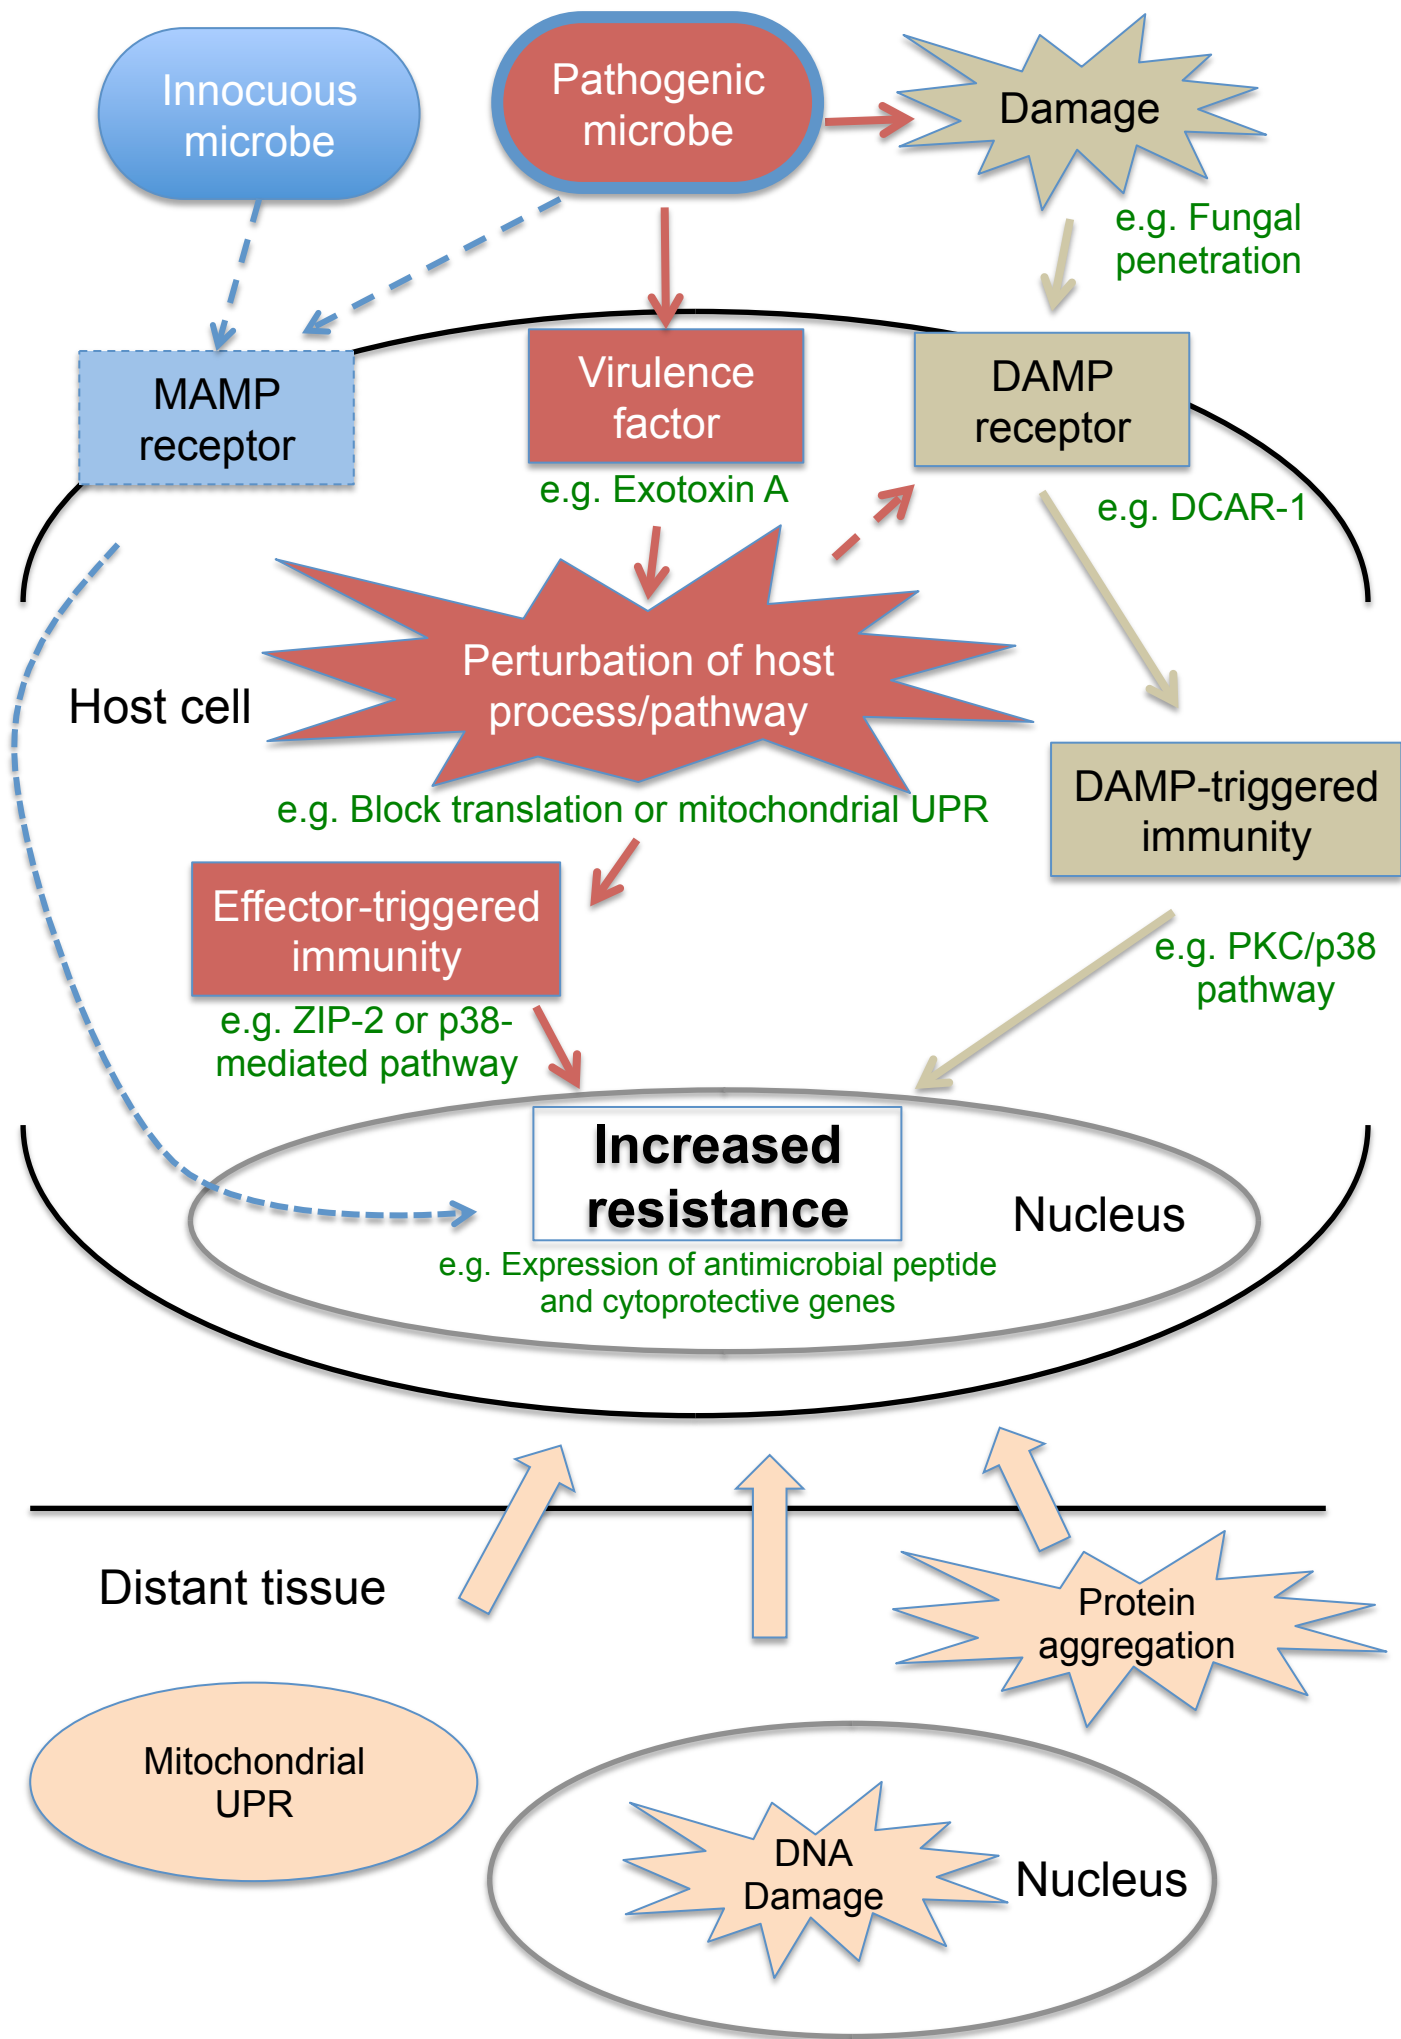 Innocuous
microbe
Pathogenic
microbe
Damage
e.g. Fungal
penetration
MAMP
receptor
Virulence
factor
DAMP
receptor
e.g. Exotoxin A
e.g. DCAR-1
Perturbation of host
process/pathway
Host cell
e.g. Block translation or mitochondrial UPR
DAMP-triggered
immunity
Effector-triggered
immunity
e.g. PKC/p38
pathway
e.g. ZIP-2 or p38-
mediated pathway
Increased
resistance
Nucleus
e.g. Expression of antimicrobial peptide
and cytoprotective genes
Distant tissue
Protein
aggregation
Mitochondrial
UPR
DNA
Damage
Nucleus